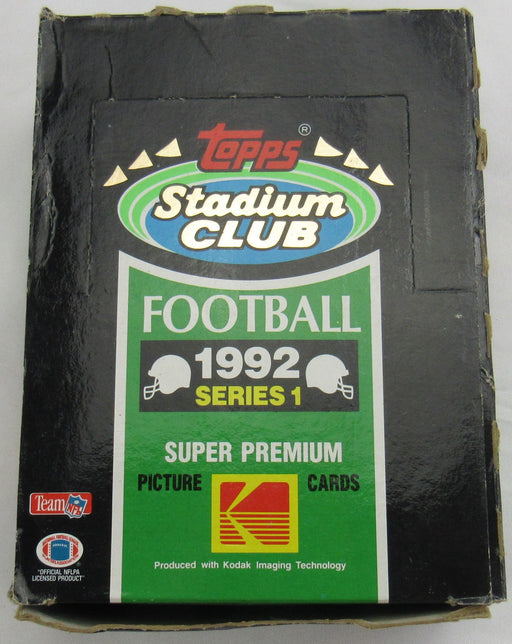 Topps ®
Stadium
CLUB
FOOTBALL
1992
SERIES 1
SUPER PREMIUM
PICTURE CARDS
Produced with Kodak Imaging Technology
Team NFL
"OFFICIAL NFLPA
LICENSED PRODUCT"